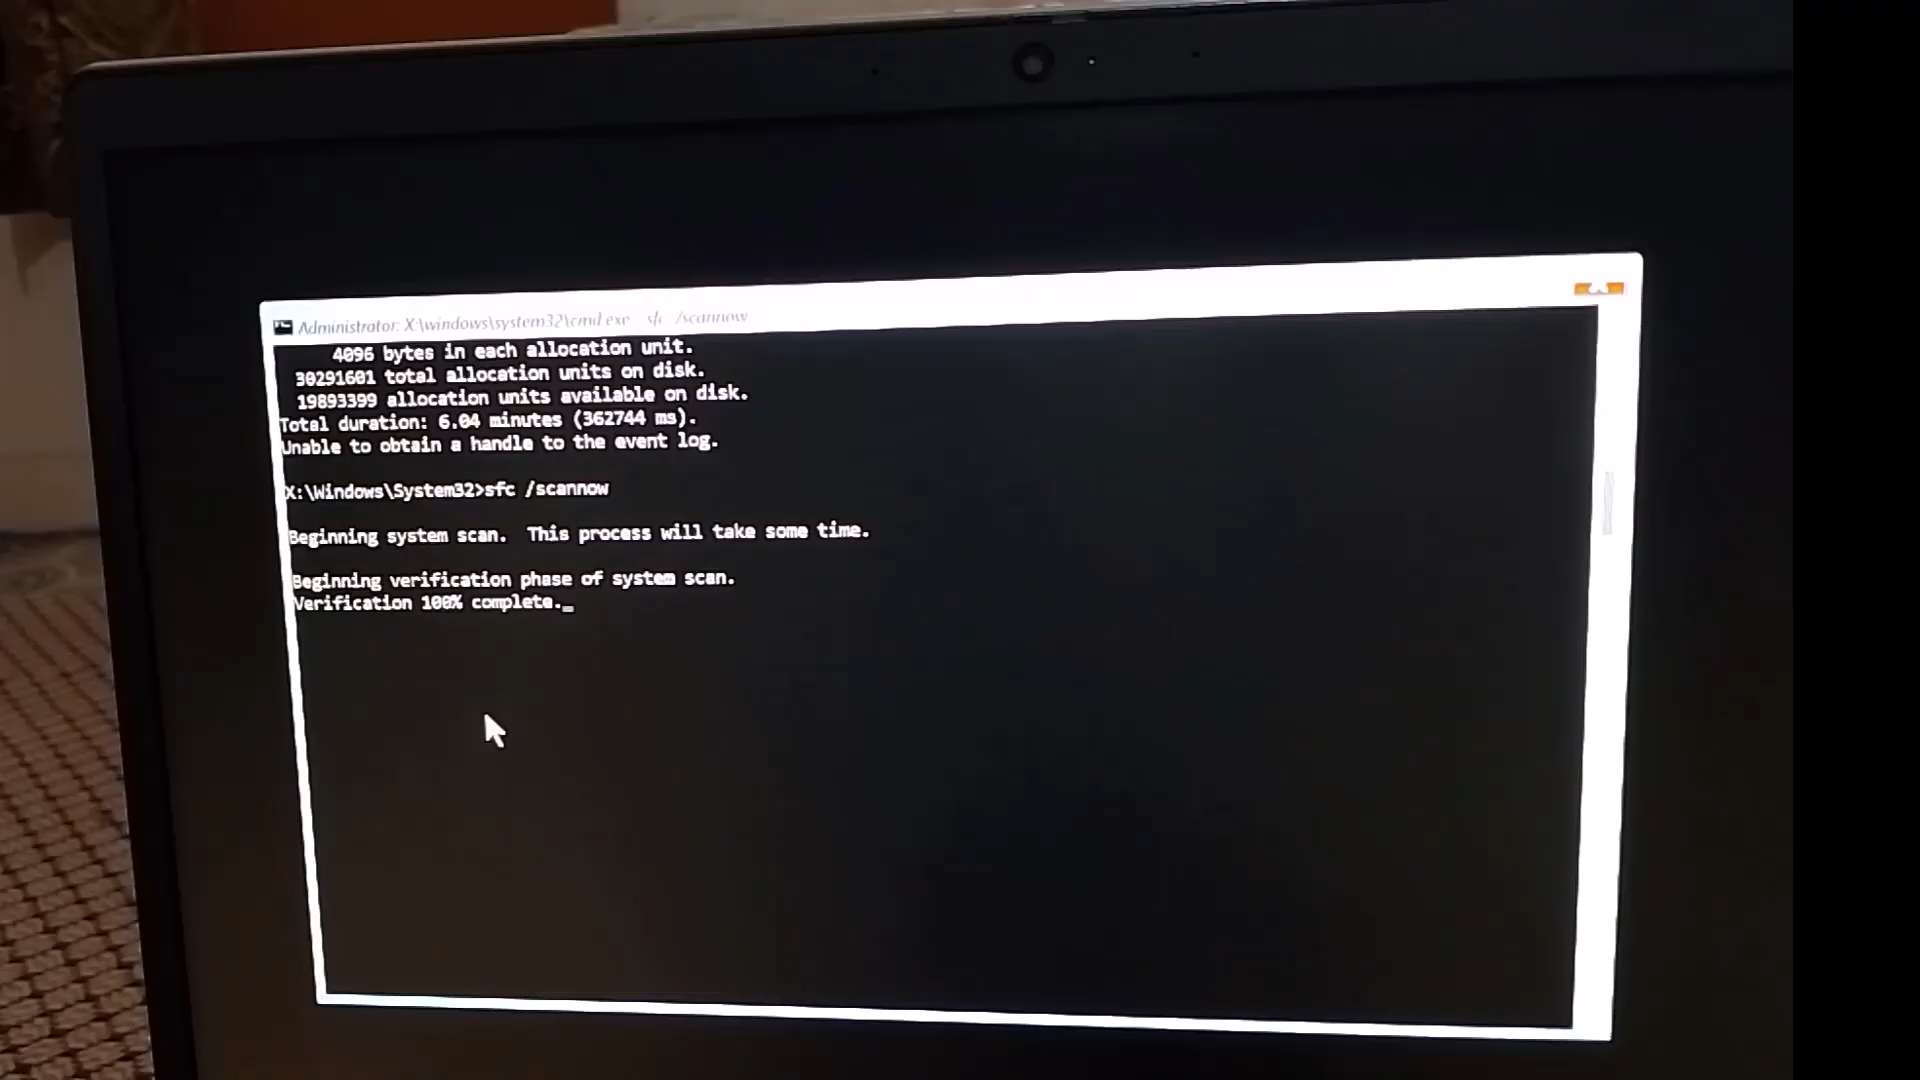 Administrator: X:\windows\system32\cmd.exe - sfc /scannow
4096 bytes in each allocation unit.
30291601 total allocation units on disk.
19893399 allocation units available on disk.
Total duration: 6.04 minutes (362744 ms).
Unable to obtain a handle to the event log.
X:\Windows\System32>sfc /scannow
Beginning system scan. This process will take some time.
Beginning verification phase of system scan.
Verification 100% complete._